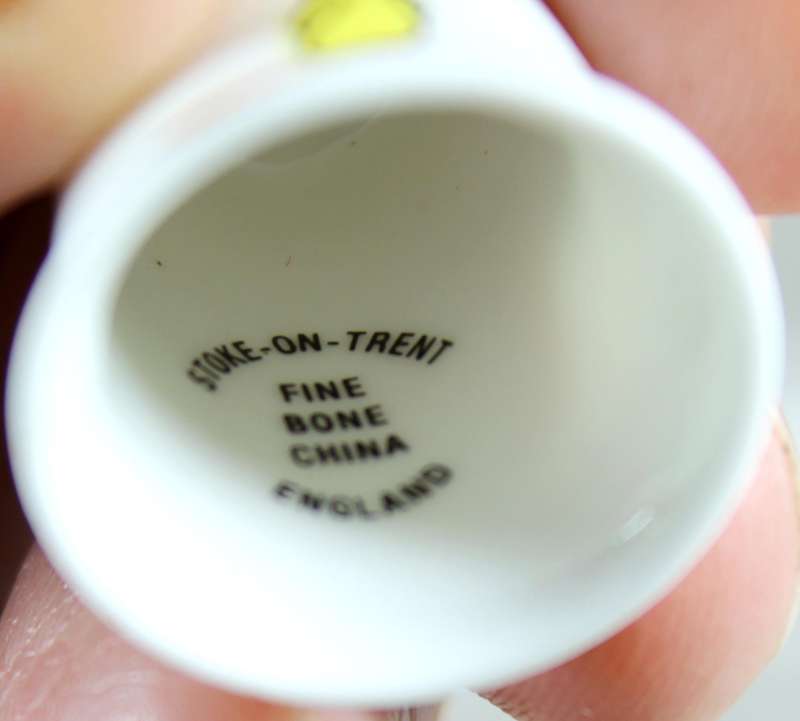 STOKE-ON-TRENT
FINE
BONE
CHINA
ENGLAND